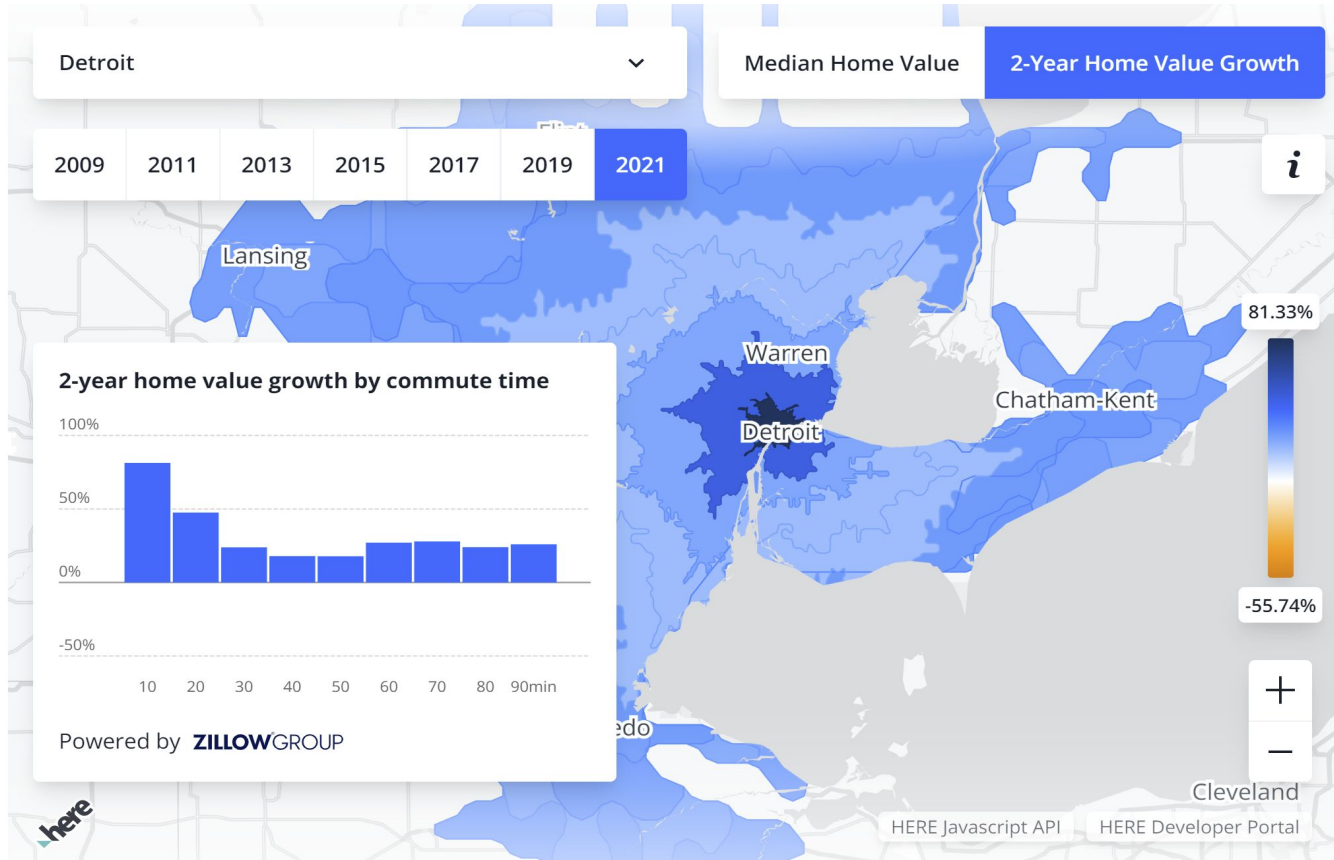 Detroit
Median Home Value
2-Year Home Value Growth
Flint
2009 2011 2013 2015 2017 2019 2021
i
Lansing
81.33%
Warren
2-year home value growth by commute time
Chatham-Kent
100%
Detroit
50%
0%
-55.74%
-50%
10 20 30 40 50 60 70 80 90min
+
edo
Powered by ZILLOWGROUP
−
Cleveland
here
HERE Javascript API
HERE Developer Portal